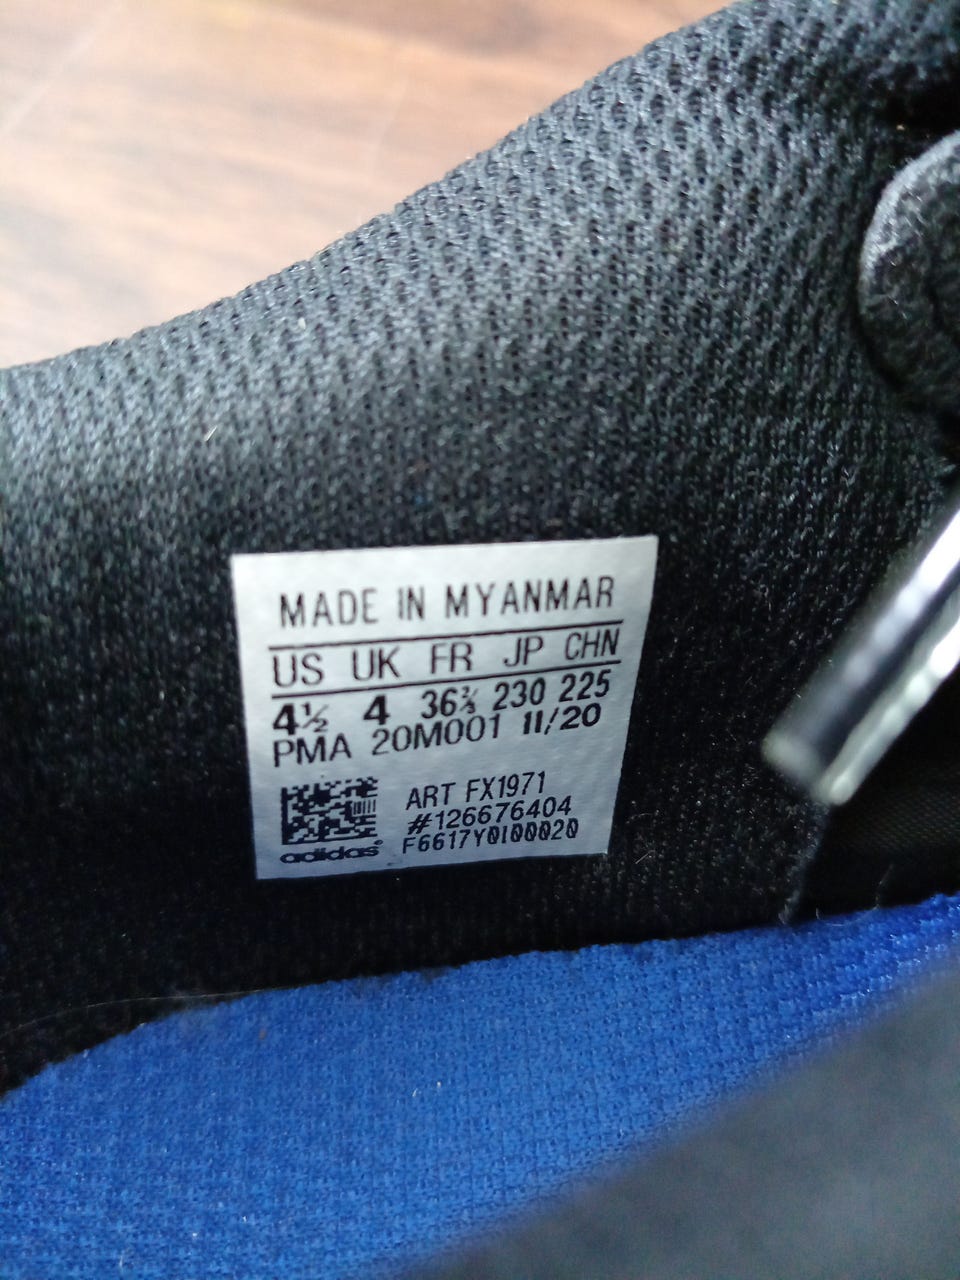 MADE IN MYANMAR
US UK FR JP CHN
4½ 4 36⅔ 230 225
PMA 20M001 11/20
ART FX1971
#126676404
F6617Y0I00020
adidas